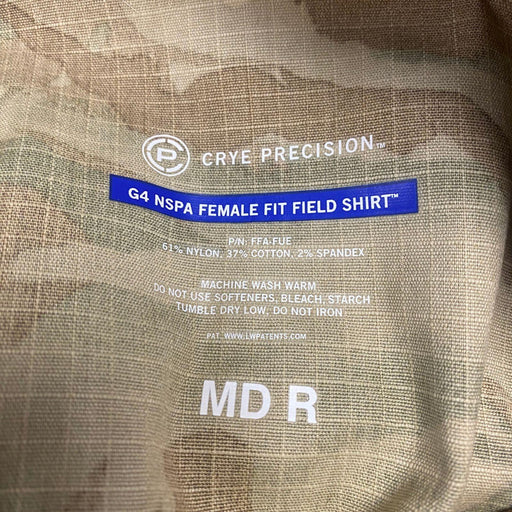 CP CRYE PRECISION™
G4 NSPA FEMALE FIT FIELD SHIRT™
P/N: FFA-FUE
61% NYLON, 37% COTTON, 2% SPANDEX
MACHINE WASH WARM
DO NOT USE SOFTENERS, BLEACH, STARCH
TUMBLE DRY LOW, DO NOT IRON
PAT. WWW.LWPATENTS.COM
MD R